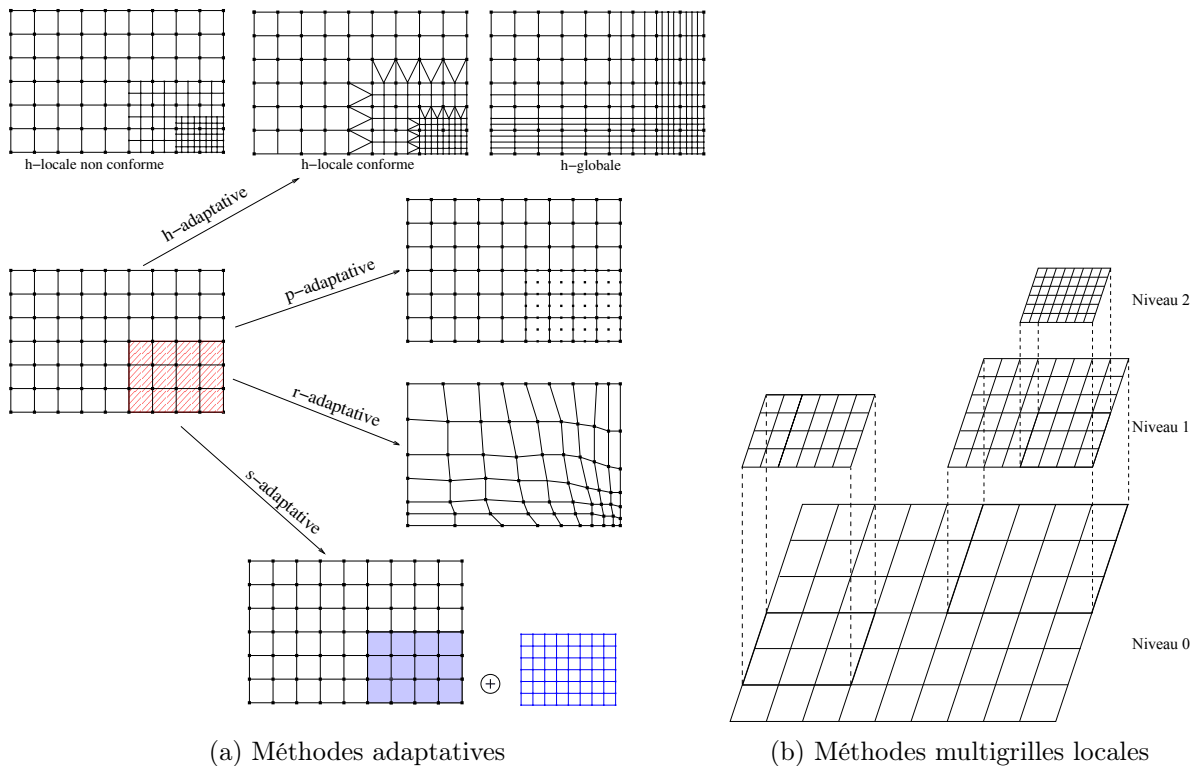 h-locale non conforme
h-locale conforme
h-globale
h-adaptative
p-adaptative
r-adaptative
s-adaptative
+
Niveau 2
Niveau 1
Niveau 0
(a) Méthodes adaptatives
(b) Méthodes multigrilles locales